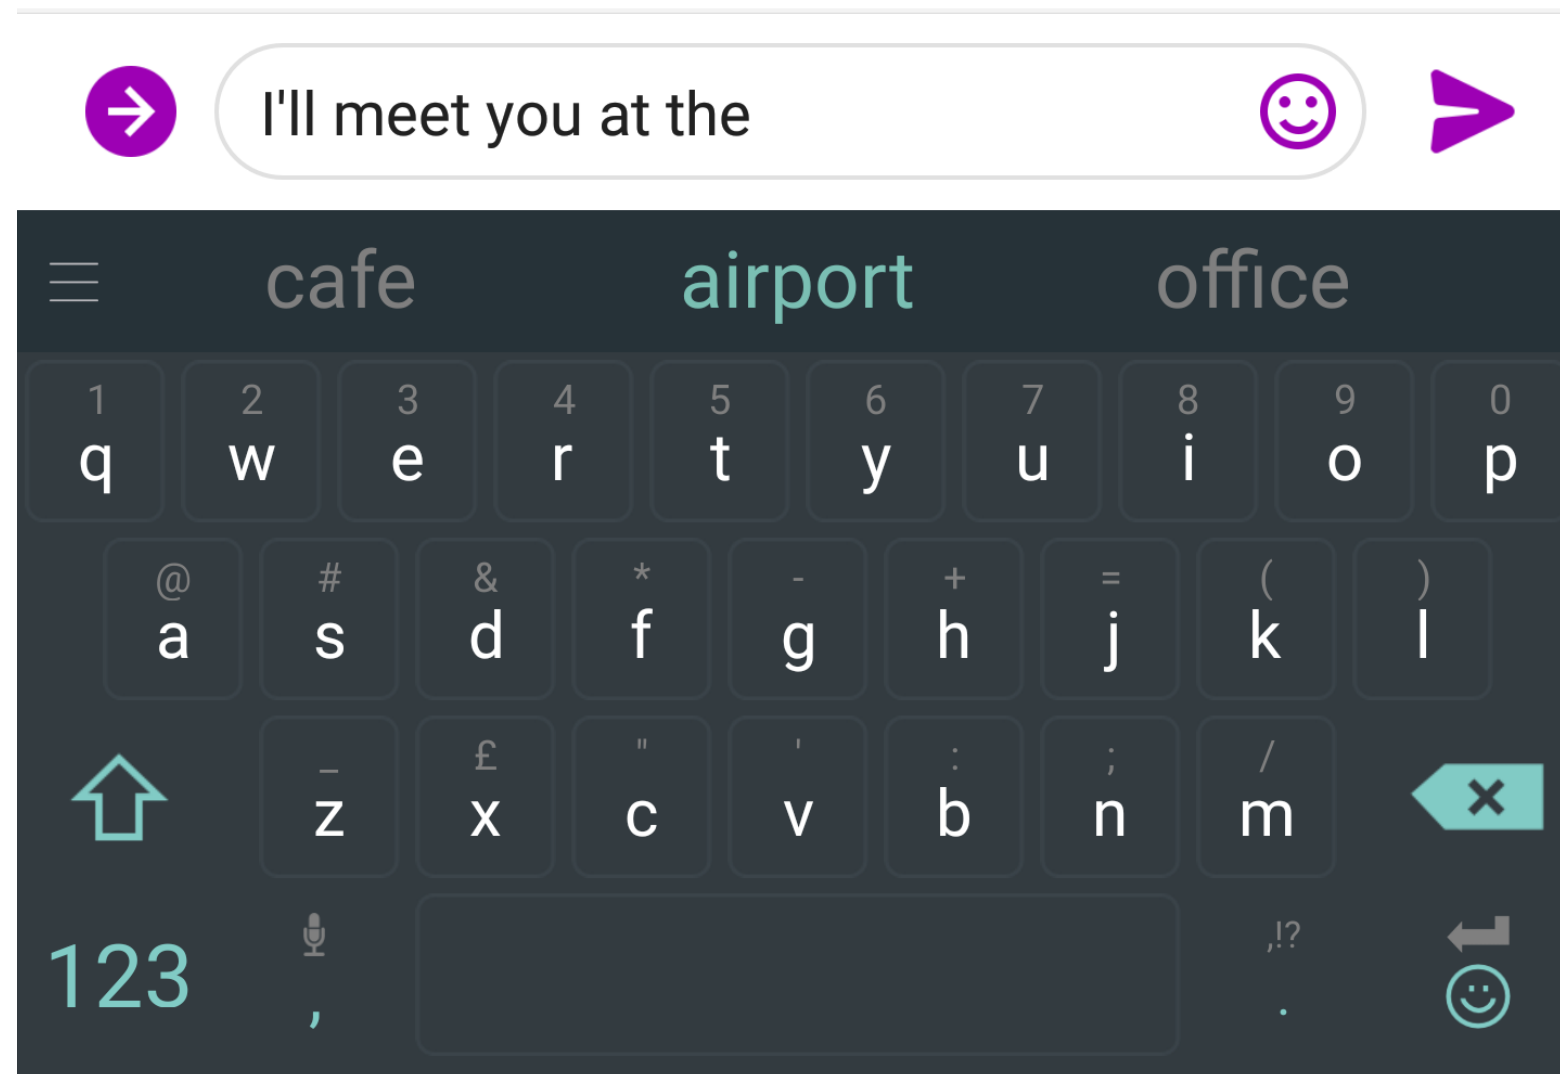 I'll meet you at the
cafe airport office
1 2 3 4 5 6 7 8 9 0
q w e r t y u i o p
@ # & * - + = ( )
a s d f g h j k l
_ £ " ' : ; /
z x c v b n m
,!?
123 , .